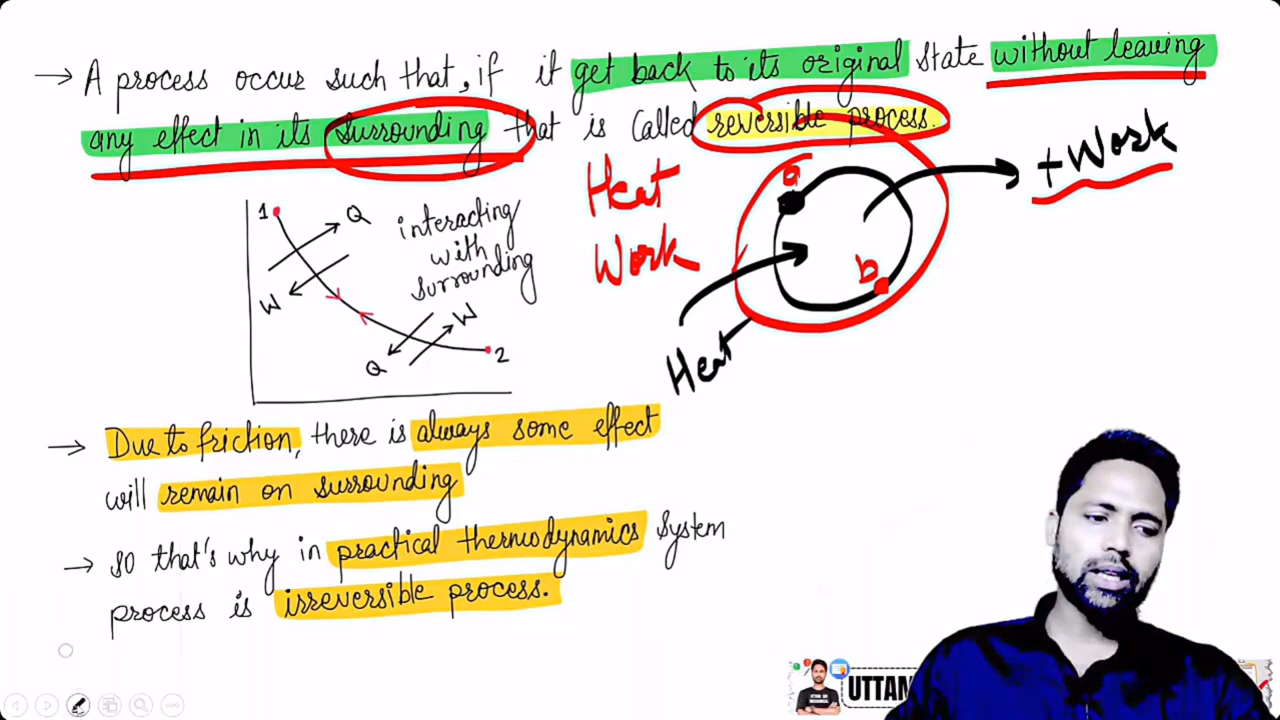 → A process occur such that, if it get back to its original state without leaving
any effect in its surrounding that is called reversible process.
+ Work
Heat
Work
a
b
Heat
1
Q
W
interacting
with
surrounding
W
Q
2
→ Due to friction, there is always some effect
will remain on surrounding
→ so that's why in practical thermodynamics system
process is irreversible process.
UTTAN